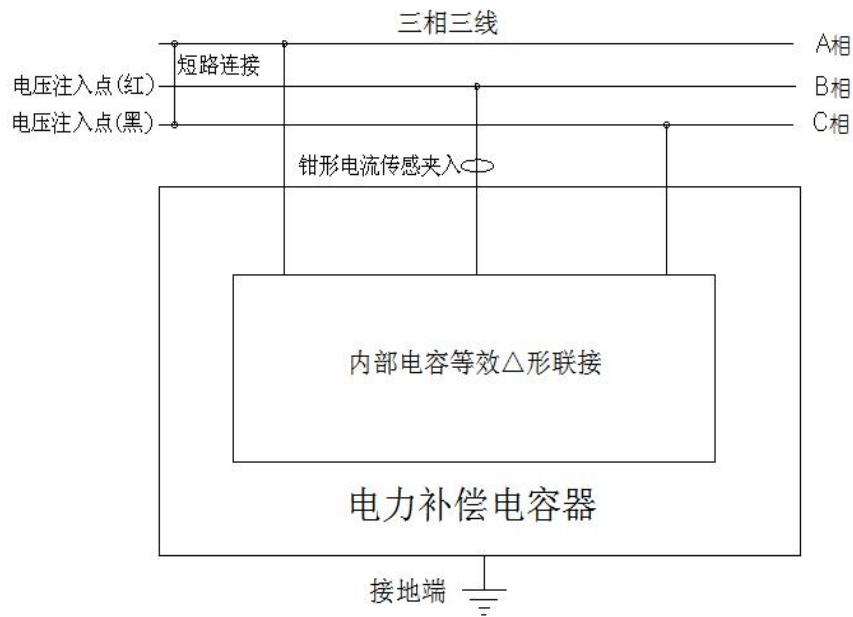 三相三线
A相
短路连接
电压注入点(红)
B相
电压注入点(黑)
C相
钳形电流传感夹入
内部电容等效△形联接
电力补偿电容器
接地端